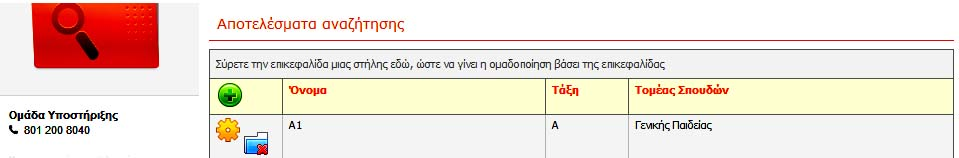 Αποτελέσματα αναζήτησης
Σύρετε την επικεφαλίδα μιας στήλης εδώ, ώστε να γίνει η ομαδοποίηση βάσει της επικεφαλίδας
Όνομα Τάξη Τομέας Σπουδών
Α1 Α Γενικής Παιδείας
Ομάδα Υποστήριξης
801 200 8040